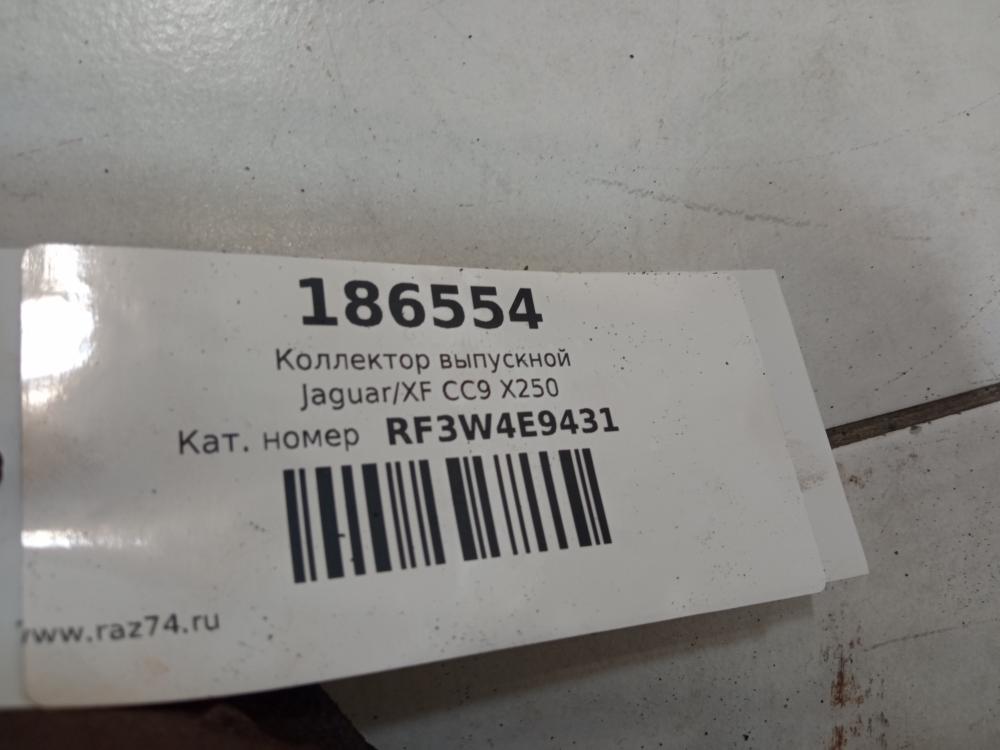 186554
Коллектор выпускной
Jaguar/XF CC9 X250
Кат. номер RF3W4E9431
www.raz74.ru